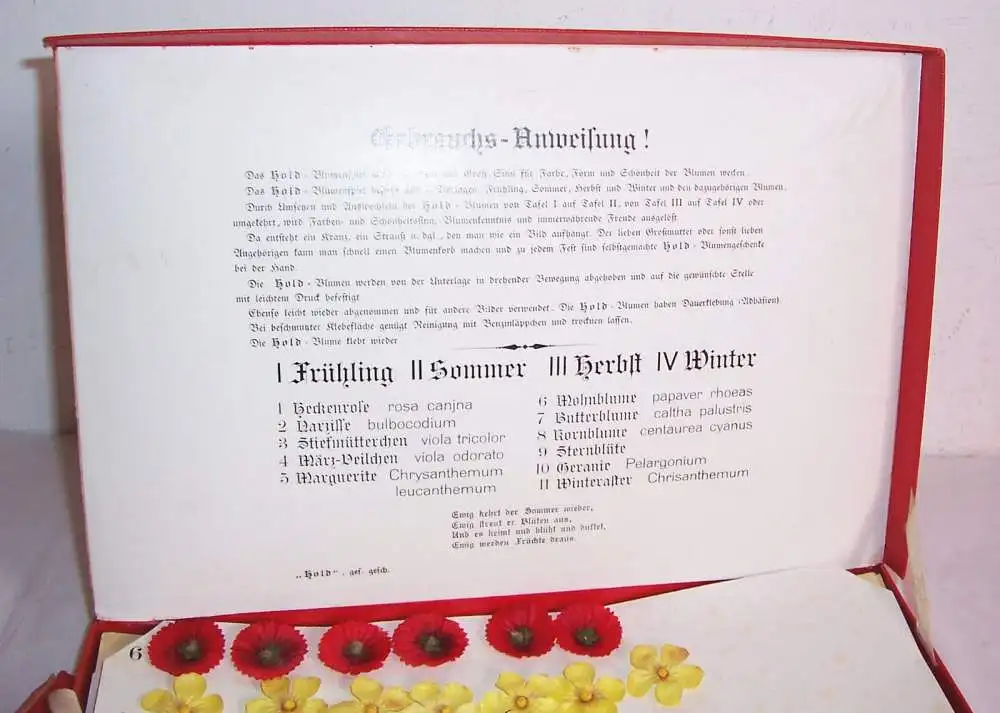 Gebrauchs-Anweisung!
Das Hold-Blumenspiel und Groß Sinn für Farbe, Form und Schönheit der Blumen wecken.
Das Hold-Blumenspiel Vorlagen Frühling, Sommer, Herbst und Winter und den dazugehörigen Blumen.
Durch Umsetzen und Auswechseln der Hold-Blumen von Tafel I auf Tafel II, von Tafel III auf Tafel IV oder
umgekehrt, wird Farben- und Schönheitssinn, Blumenkenntnis und immerwährende Freude ausgelöst.
Da entsteht ein Kranz, ein Strauß u. dgl., den man wie ein Bild aufhängt. Der lieben Großmutter oder sonst lieben
Angehörigen kann man schnell einen Blumenkorb machen und zu jedem Fest sind selbstgemachte Hold-Blumengeschenke
bei der Hand.
Die Hold-Blumen werden von der Unterlage in drehender Bewegung abgehoben und auf die gewünschte Stelle
mit leichtem Druck befestigt.
Ebenso leicht wieder abgenommen und für andere Bilder verwendet. Die Hold-Blumen haben Dauerklebung (Adhäsion).
Bei beschmutzter Klebefläche genügt Reinigung mit Benzinläppchen und trocknen lassen.
Die Hold-Blume klebt wieder
I Frühling II Sommer III Herbst IV Winter
1 Heckenrose rosa canjna
2 Narzisse bulbocodium
3 Stiefmütterchen viola tricolor
4 März-Veilchen viola odorato
5 Marguerite Chrysanthemum
leucanthemum
6 Mohnblume papaver rhoeas
7 Butterblume caltha palustris
8 Kornblume centaurea cyanus
9 Sternblüte
10 Geranie Pelargonium
11 Winteraster Chrisanthemum
Ewig kehrt der Sommer wieder,
Ewig streut er Blüten aus,
Und es keimt und blüht und duftet,
Ewig werden Früchte draus.
„Hold", ges. gesch.
6